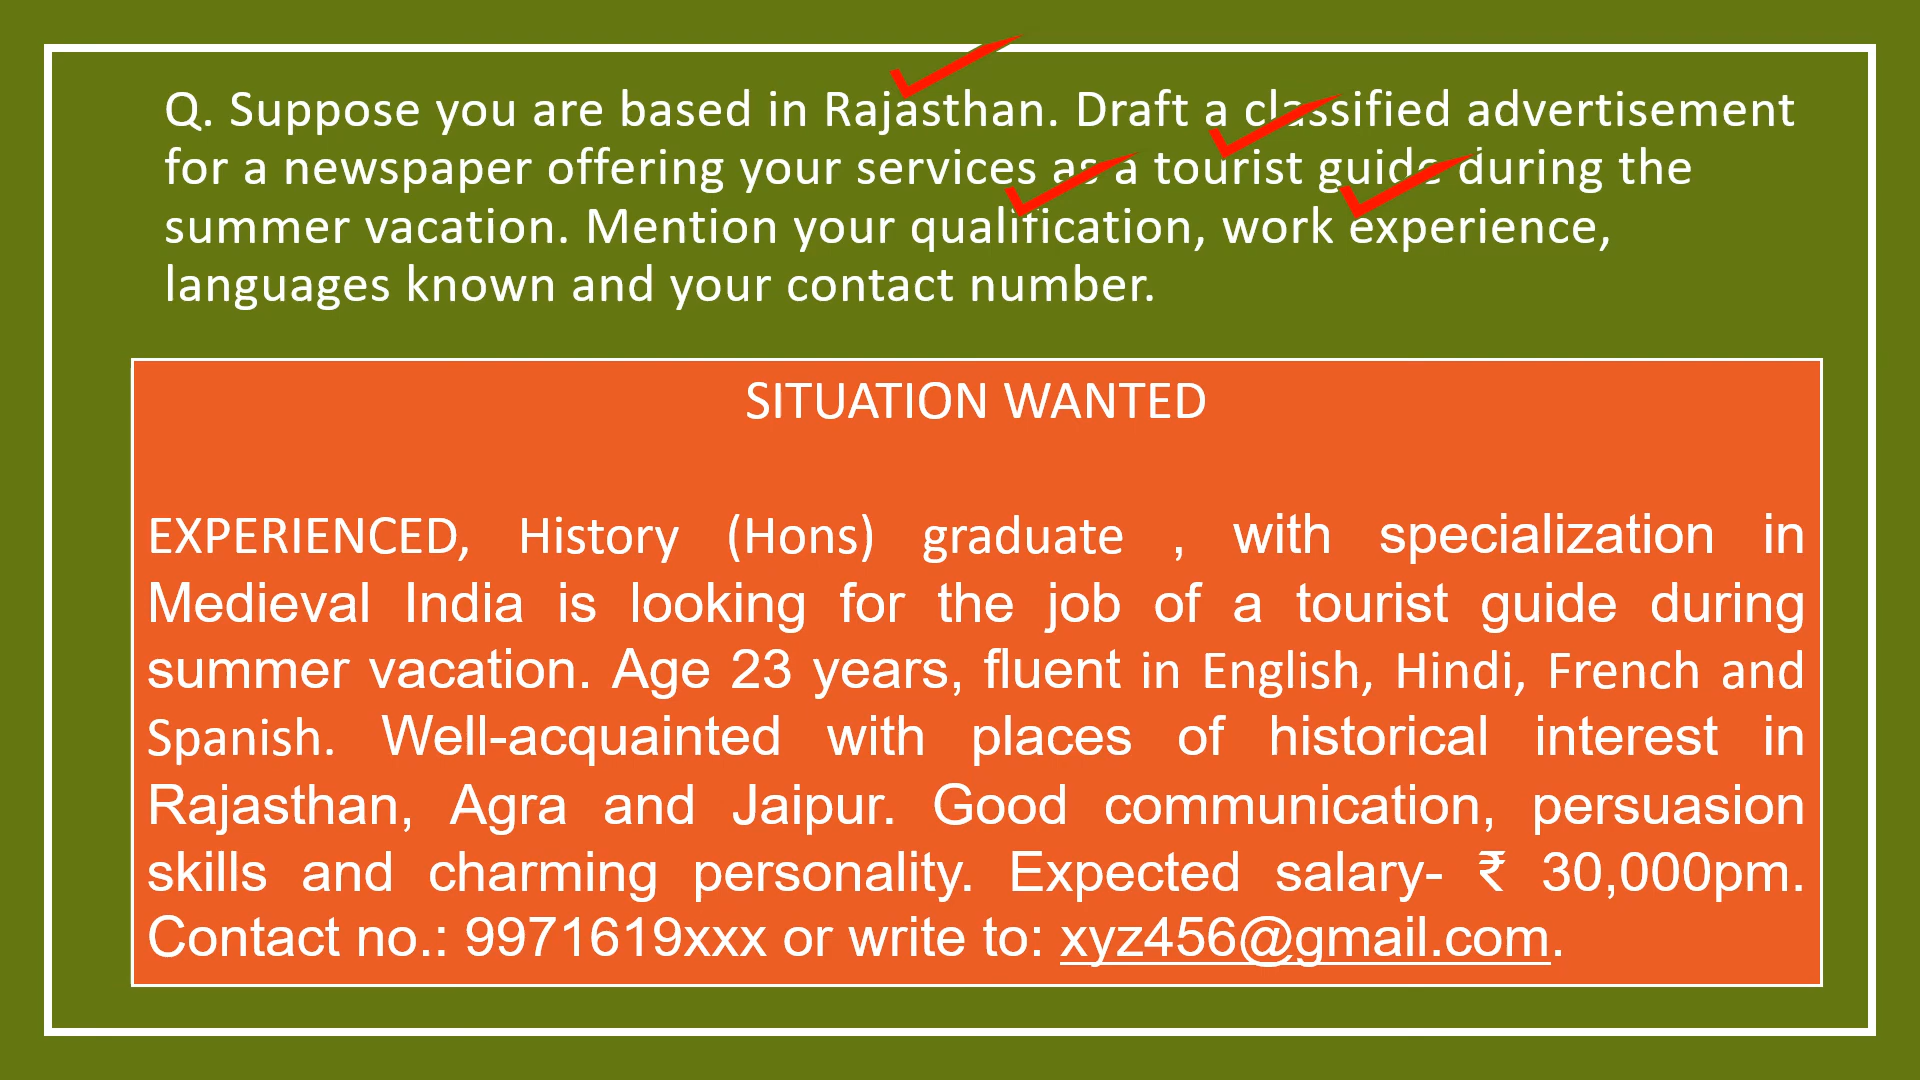 Q. Suppose you are based in Rajasthan. Draft a classified advertisement
for a newspaper offering your services as a tourist guide during the
summer vacation. Mention your qualification, work experience,
languages known and your contact number.
SITUATION WANTED
EXPERIENCED, History (Hons) graduate , with specialization in
Medieval India is looking for the job of a tourist guide during
summer vacation. Age 23 years, fluent in English, Hindi, French and
Spanish. Well-acquainted with places of historical interest in
Rajasthan, Agra and Jaipur. Good communication, persuasion
skills and charming personality. Expected salary- ₹ 30,000pm.
Contact no.: 9971619xxx or write to: xyz456@gmail.com.